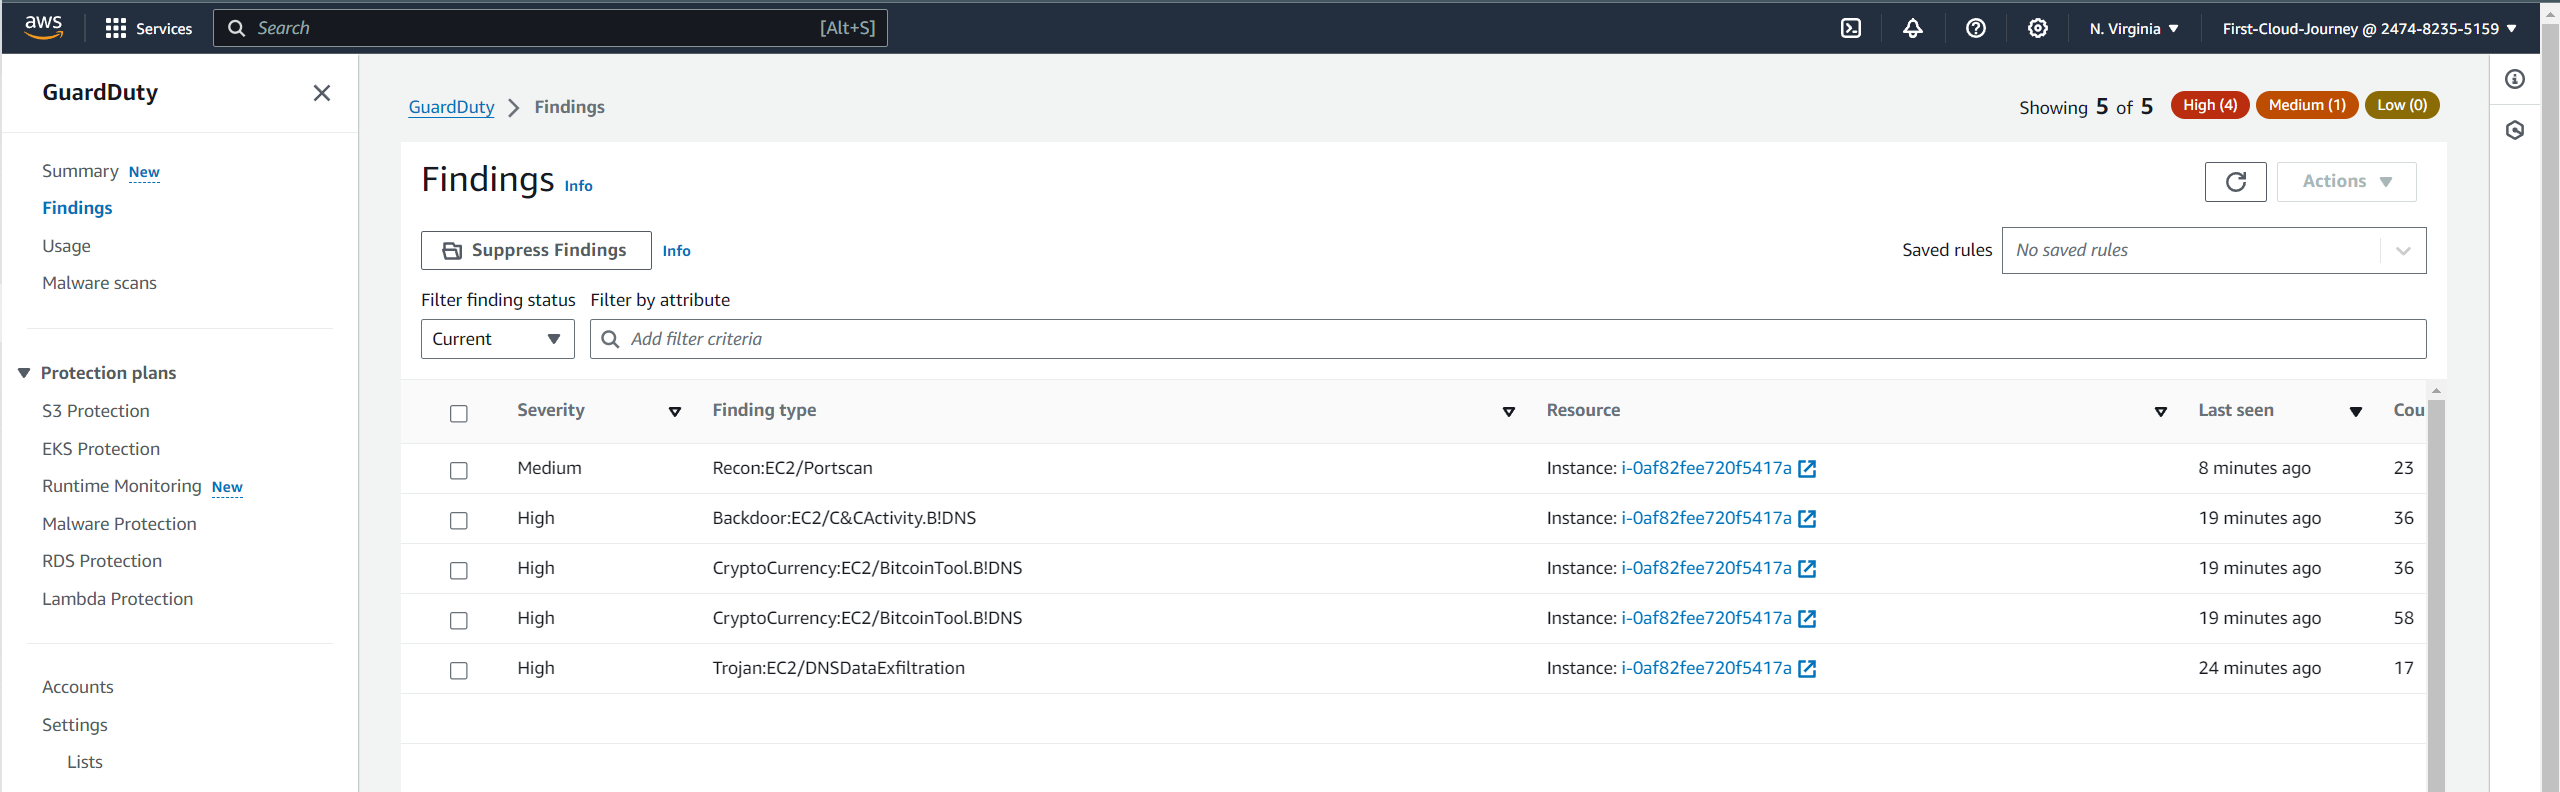 aws
Services
Search
[Alt+S]
N. Virginia
First-Cloud-Journey @ 2474-8235-5159
GuardDuty
Summary New
Findings
Usage
Malware scans
Protection plans
S3 Protection
EKS Protection
Runtime Monitoring New
Malware Protection
RDS Protection
Lambda Protection
Accounts
Settings
Lists
GuardDuty Findings
Showing 5 of 5 High (4) Medium (1) Low (0)
Findings Info
Actions
Suppress Findings Info
Saved rules No saved rules
Filter finding status Filter by attribute
Current Add filter criteria
Severity Finding type Resource Last seen Cou
Medium Recon:EC2/Portscan Instance: i-0af82fee720f5417a 8 minutes ago 23
High Backdoor:EC2/C&CActivity.B!DNS Instance: i-0af82fee720f5417a 19 minutes ago 36
High CryptoCurrency:EC2/BitcoinTool.B!DNS Instance: i-0af82fee720f5417a 19 minutes ago 36
High CryptoCurrency:EC2/BitcoinTool.B!DNS Instance: i-0af82fee720f5417a 19 minutes ago 58
High Trojan:EC2/DNSDataExfiltration Instance: i-0af82fee720f5417a 24 minutes ago 17